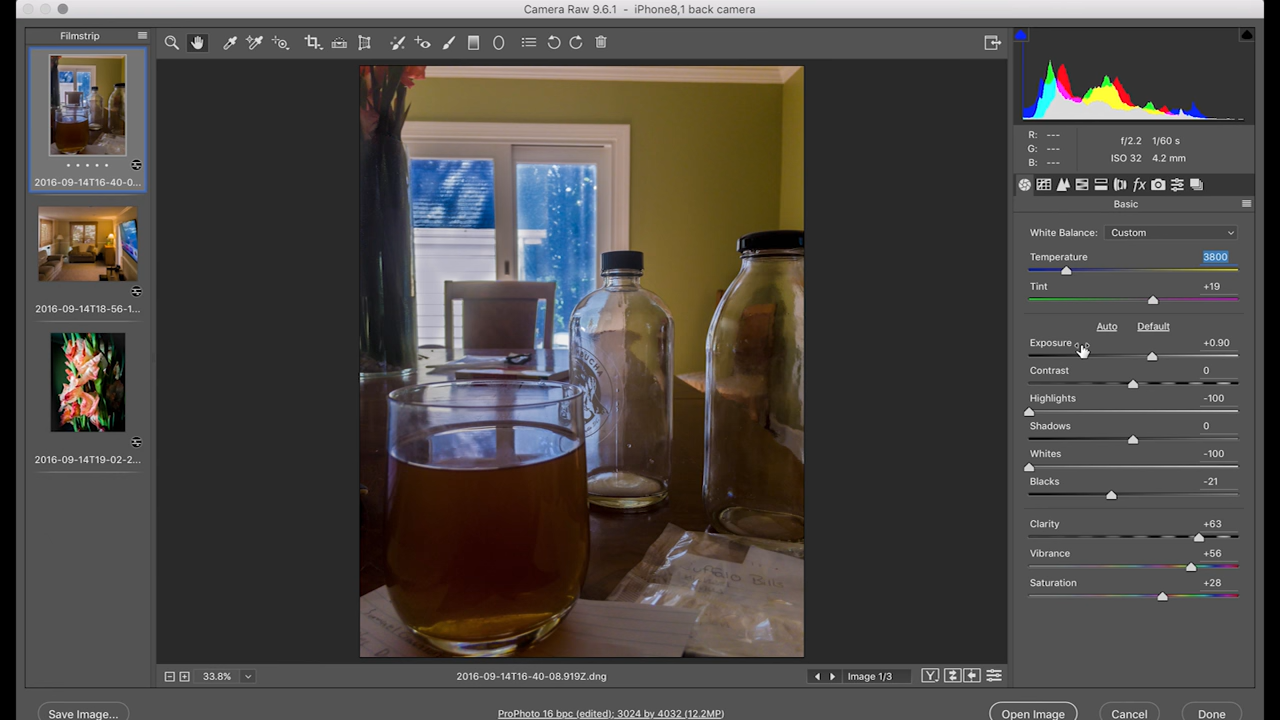 Camera Raw 9.6.1 - iPhone8,1 back camera
Filmstrip
2016-09-14T16-40-0...
2016-09-14T18-56-1...
2016-09-14T19-02-2...
R: ---
G: ---
B: ---
f/2.2 1/60 s
ISO 32 4.2 mm
fx
Basic
White Balance: Custom
Temperature 3800
Tint +19
Auto Default
Exposure +0.90
Contrast 0
Highlights -100
Shadows 0
Whites -100
Blacks -21
Clarity +63
Vibrance +56
Saturation +28
33.8%
2016-09-14T16-40-08.919Z.dng
Image 1/3
Y
Save Image...
ProPhoto 16 bpc (edited); 3024 by 4032 (12.2MP)
Open Image
Cancel
Done